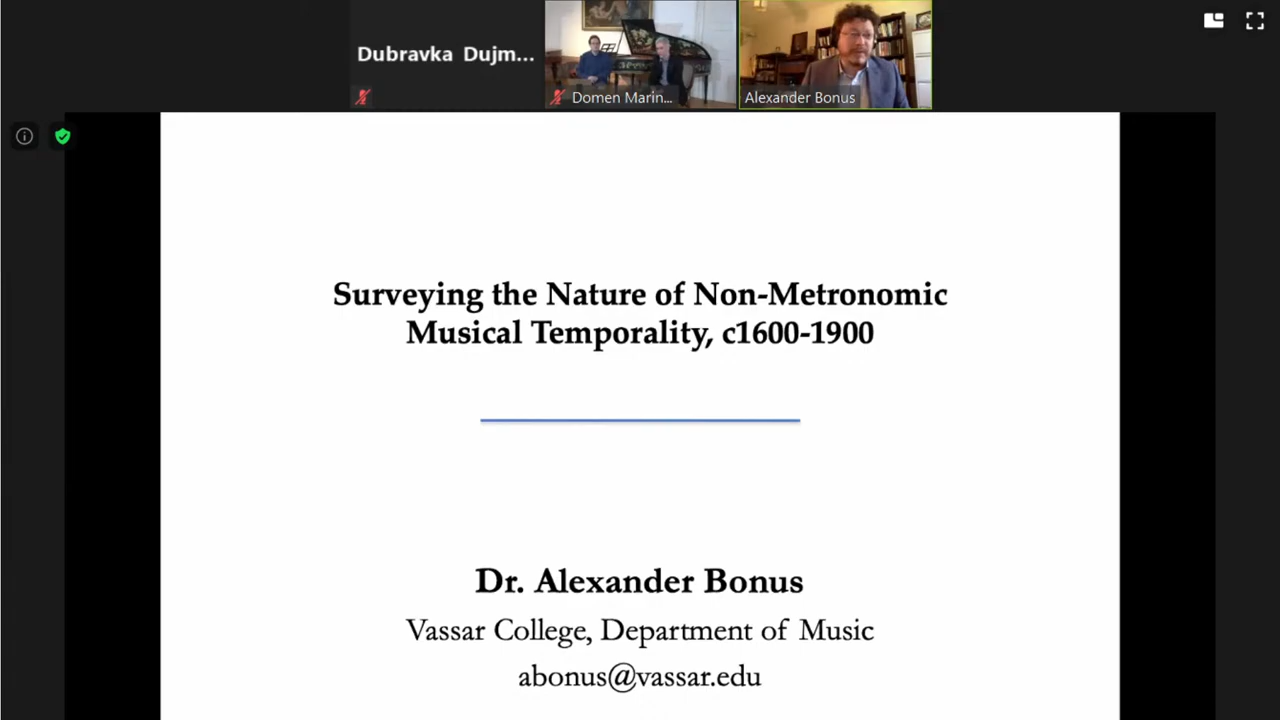 Dubravka Dujm...
Domen Marin...
Alexander Bonus
Surveying the Nature of Non-Metronomic
Musical Temporality, c1600-1900
Dr. Alexander Bonus
Vassar College, Department of Music
abonus@vassar.edu